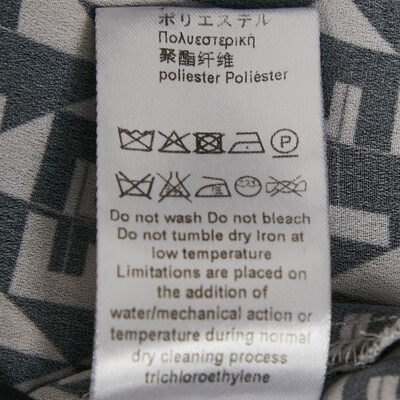 ポリエステル
Πολυεστερική
聚酯纤维
poliester Poliéster
P
Do not wash Do not bleach
Do not tumble dry Iron at
low temperature
Limitations are placed on
the addition of
water/mechanical action or
temperature during normal
dry cleaning process
trichloroethylene